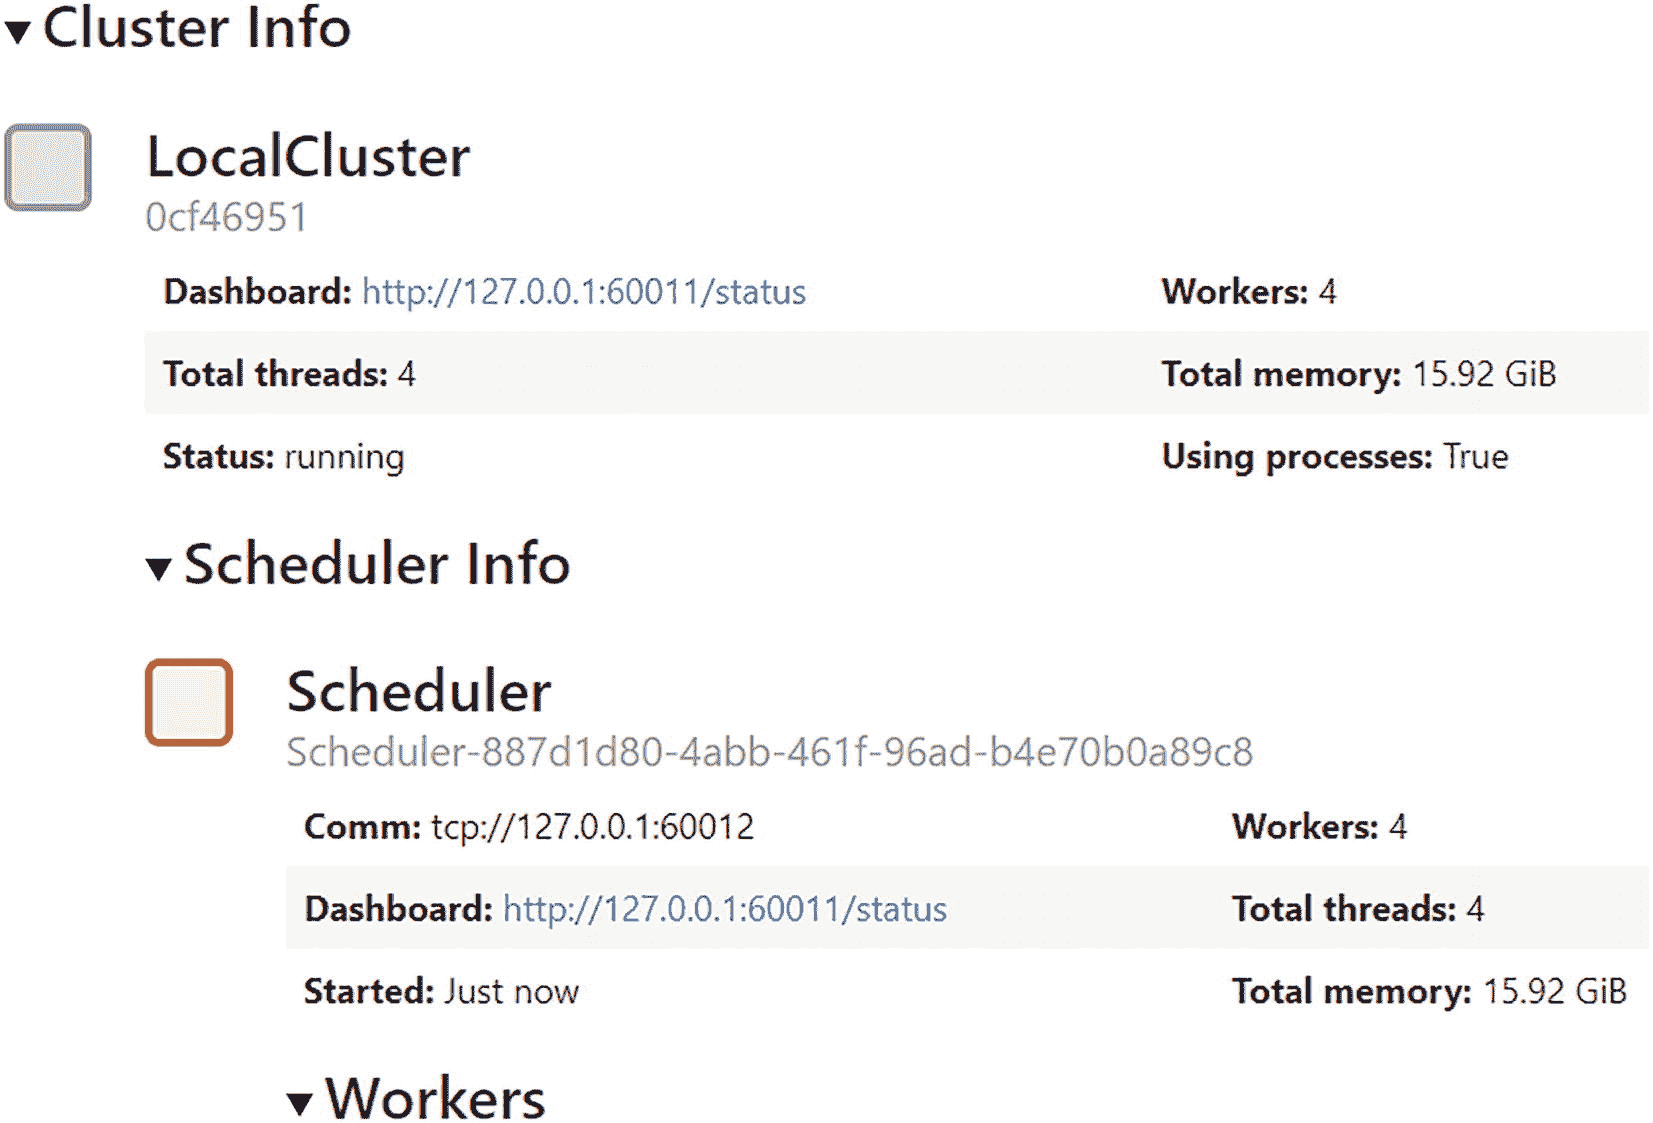 ▼ Cluster Info
LocalCluster
0cf46951
Dashboard: http://127.0.0.1:60011/status Workers: 4
Total threads: 4 Total memory: 15.92 GiB
Status: running Using processes: True
▼ Scheduler Info
Scheduler
Scheduler-887d1d80-4abb-461f-96ad-b4e70b0a89c8
Comm: tcp://127.0.0.1:60012 Workers: 4
Dashboard: http://127.0.0.1:60011/status Total threads: 4
Started: Just now Total memory: 15.92 GiB
▼ Workers